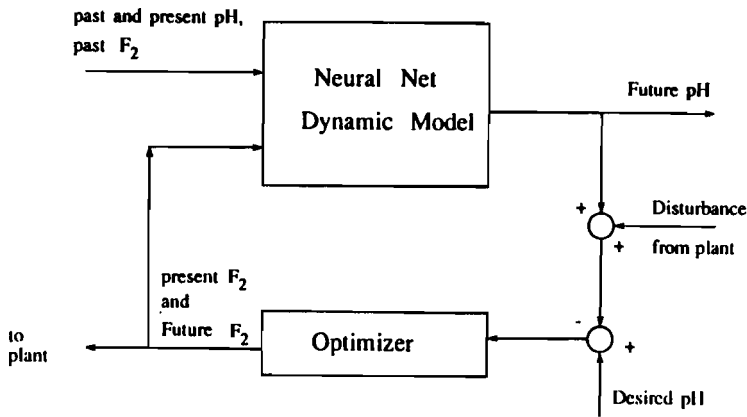 past and present pH,
past F2
Neural Net
Dynamic Model
Future pH
+
Disturbance
+
from plant
present F2
and
Future F2
to
plant
Optimizer
-
+
Desired pH